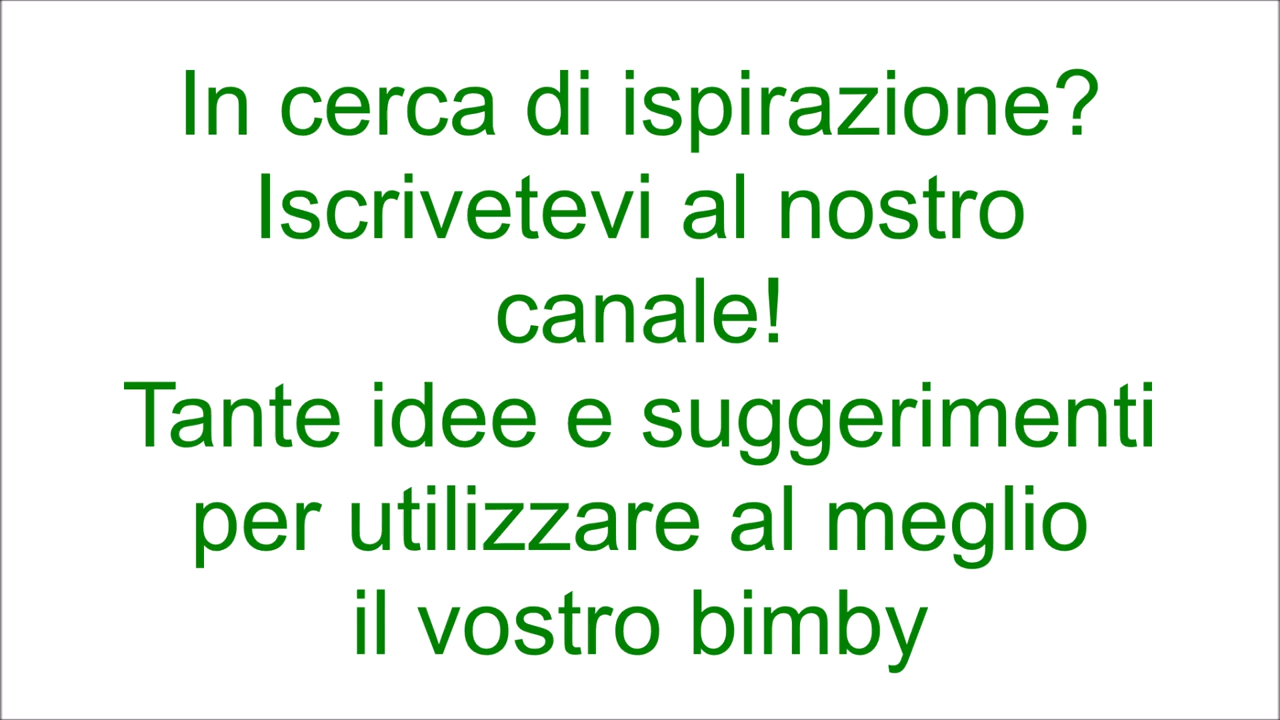 In cerca di ispirazione?
Iscrivetevi al nostro
canale!
Tante idee e suggerimenti
per utilizzare al meglio
il vostro bimby